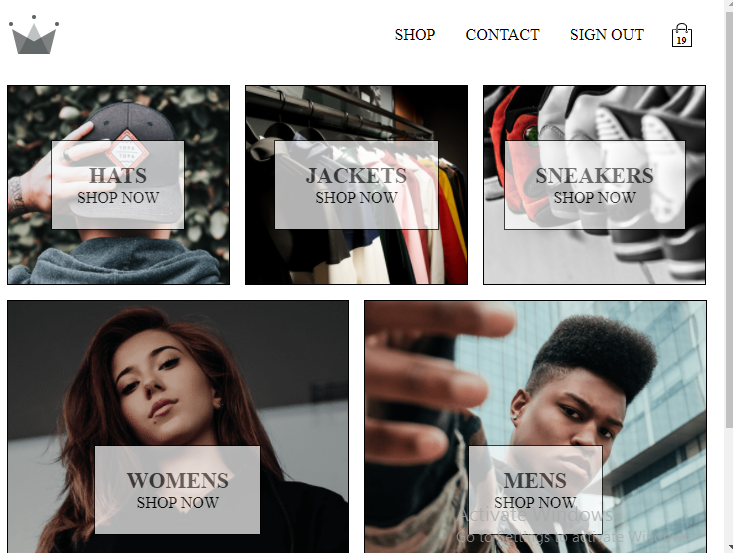 SHOP CONTACT SIGN OUT 19
HATS
SHOP NOW
JACKETS
SHOP NOW
SNEAKERS
SHOP NOW
WOMENS
SHOP NOW
MENS
SHOP NOW
Activate Windows
Go to Settings to activate Windows.